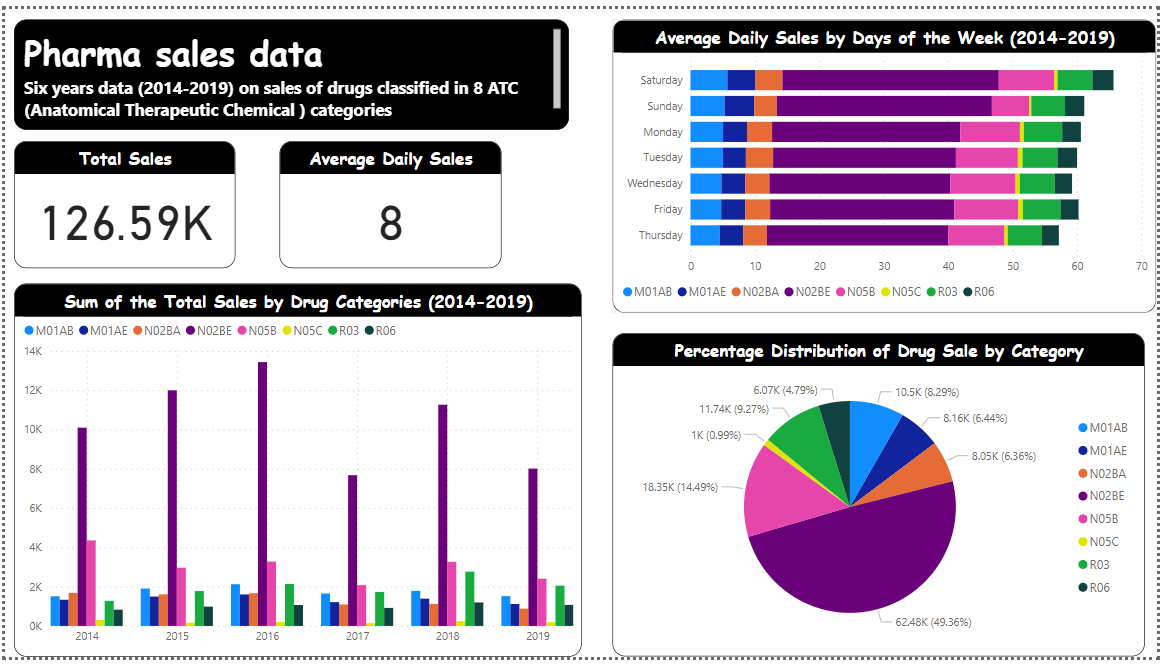 Pharma sales data
Six years data (2014-2019) on sales of drugs classified in 8 ATC
(Anatomical Therapeutic Chemical ) categories
Total Sales
126.59K
Average Daily Sales
8
Sum of the Total Sales by Drug Categories (2014-2019)
M01AB M01AE N02BA N02BE N05B N05C R03 R06
14K
12K
10K
8K
6K
4K
2K
0K
2014 2015 2016 2017 2018 2019
Average Daily Sales by Days of the Week (2014-2019)
Saturday
Sunday
Monday
Tuesday
Wednesday
Friday
Thursday
0 10 20 30 40 50 60 70
M01AB M01AE N02BA N02BE N05B N05C R03 R06
Percentage Distribution of Drug Sale by Category
6.07K (4.79%)
10.5K (8.29%)
11.74K (9.27%)
8.16K (6.44%)
1K (0.99%)
8.05K (6.36%)
18.35K (14.49%)
62.48K (49.36%)
M01AB
M01AE
N02BA
N02BE
N05B
N05C
R03
R06